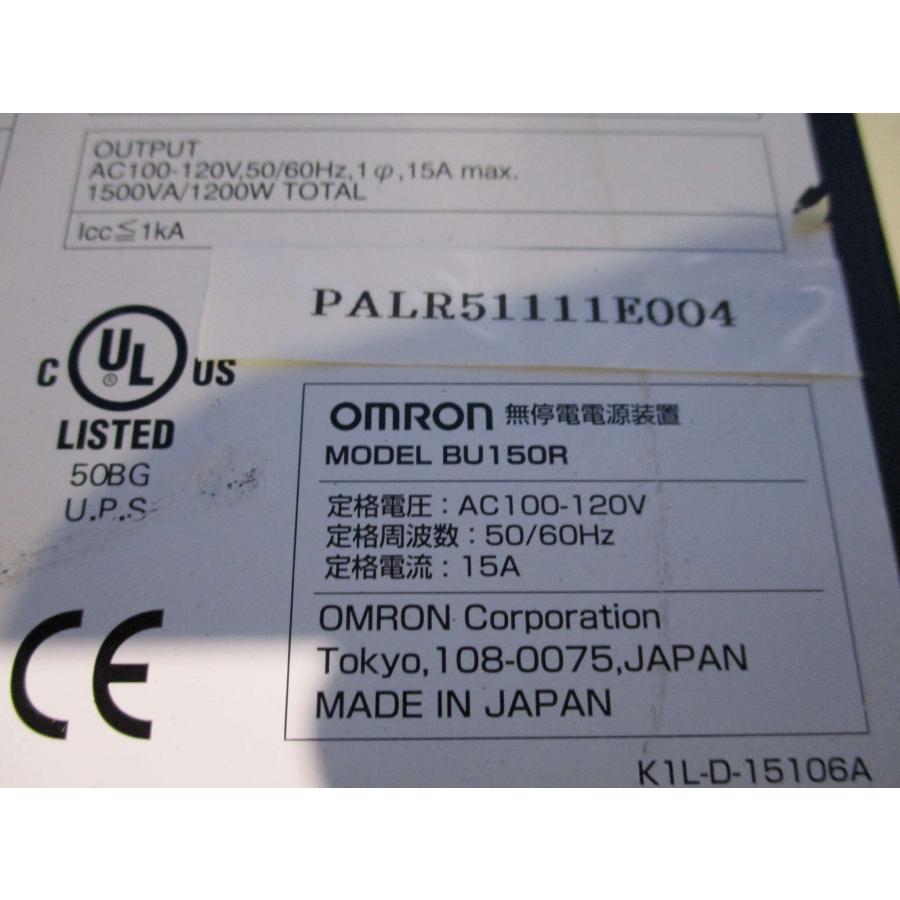 OUTPUT
AC100-120V,50/60Hz,1φ,15A max.
1500VA/1200W TOTAL
Icc≦1kA
PALR51111E004
C UL® US
LISTED
50BG
U.P.S
OMRON 無停電電源装置
MODEL BU150R
定格電圧：AC100-120V
定格周波数：50/60Hz
定格電流：15A
OMRON Corporation
Tokyo,108-0075,JAPAN
MADE IN JAPAN
CE
K1L-D-15106A